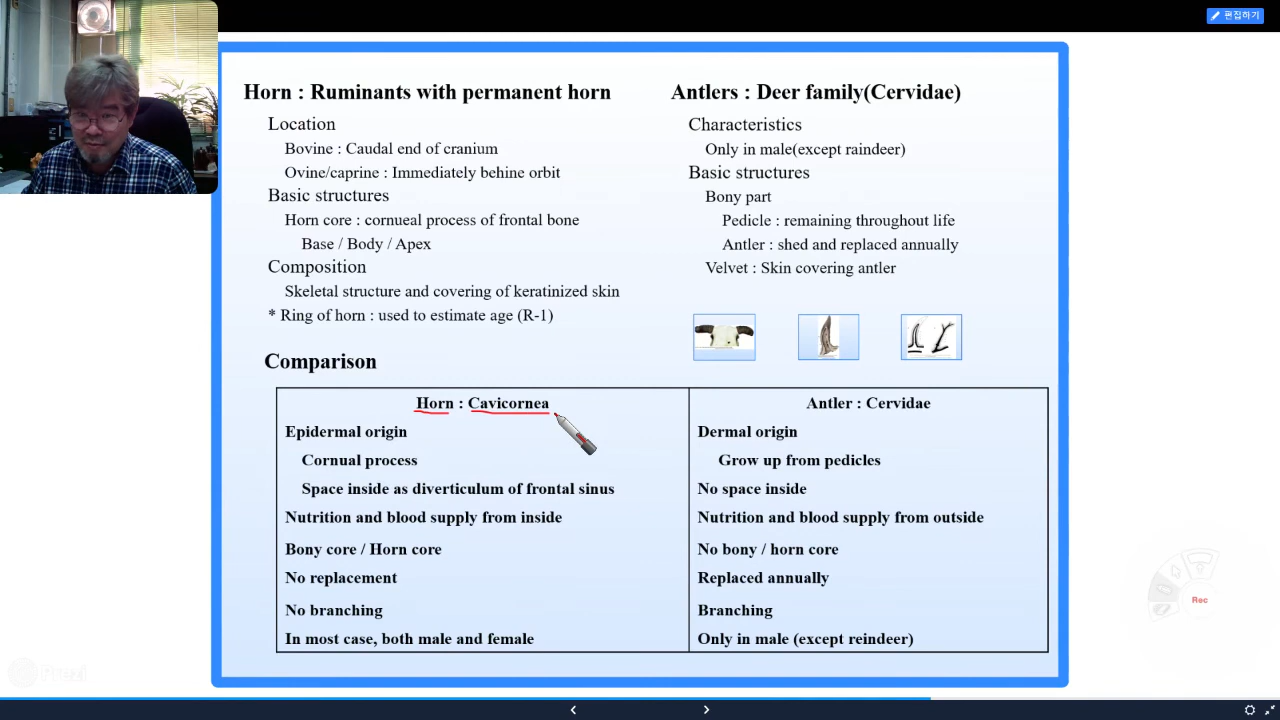 편집하기
Horn : Ruminants with permanent horn
Location
Bovine : Caudal end of cranium
Ovine/caprine : Immediately behine orbit
Basic structures
Horn core : cornueal process of frontal bone
Base / Body / Apex
Composition
Skeletal structure and covering of keratinized skin
* Ring of horn : used to estimate age (R-1)
Antlers : Deer family(Cervidae)
Characteristics
Only in male(except raindeer)
Basic structures
Bony part
Pedicle : remaining throughout life
Antler : shed and replaced annually
Velvet : Skin covering antler
Comparison
Horn : Cavicornea
Epidermal origin
Cornual process
Space inside as diverticulum of frontal sinus
Nutrition and blood supply from inside
Bony core / Horn core
No replacement
No branching
In most case, both male and female
Antler : Cervidae
Dermal origin
Grow up from pedicles
No space inside
Nutrition and blood supply from outside
No bony / horn core
Replaced annually
Branching
Only in male (except reindeer)
Rec
Prezi